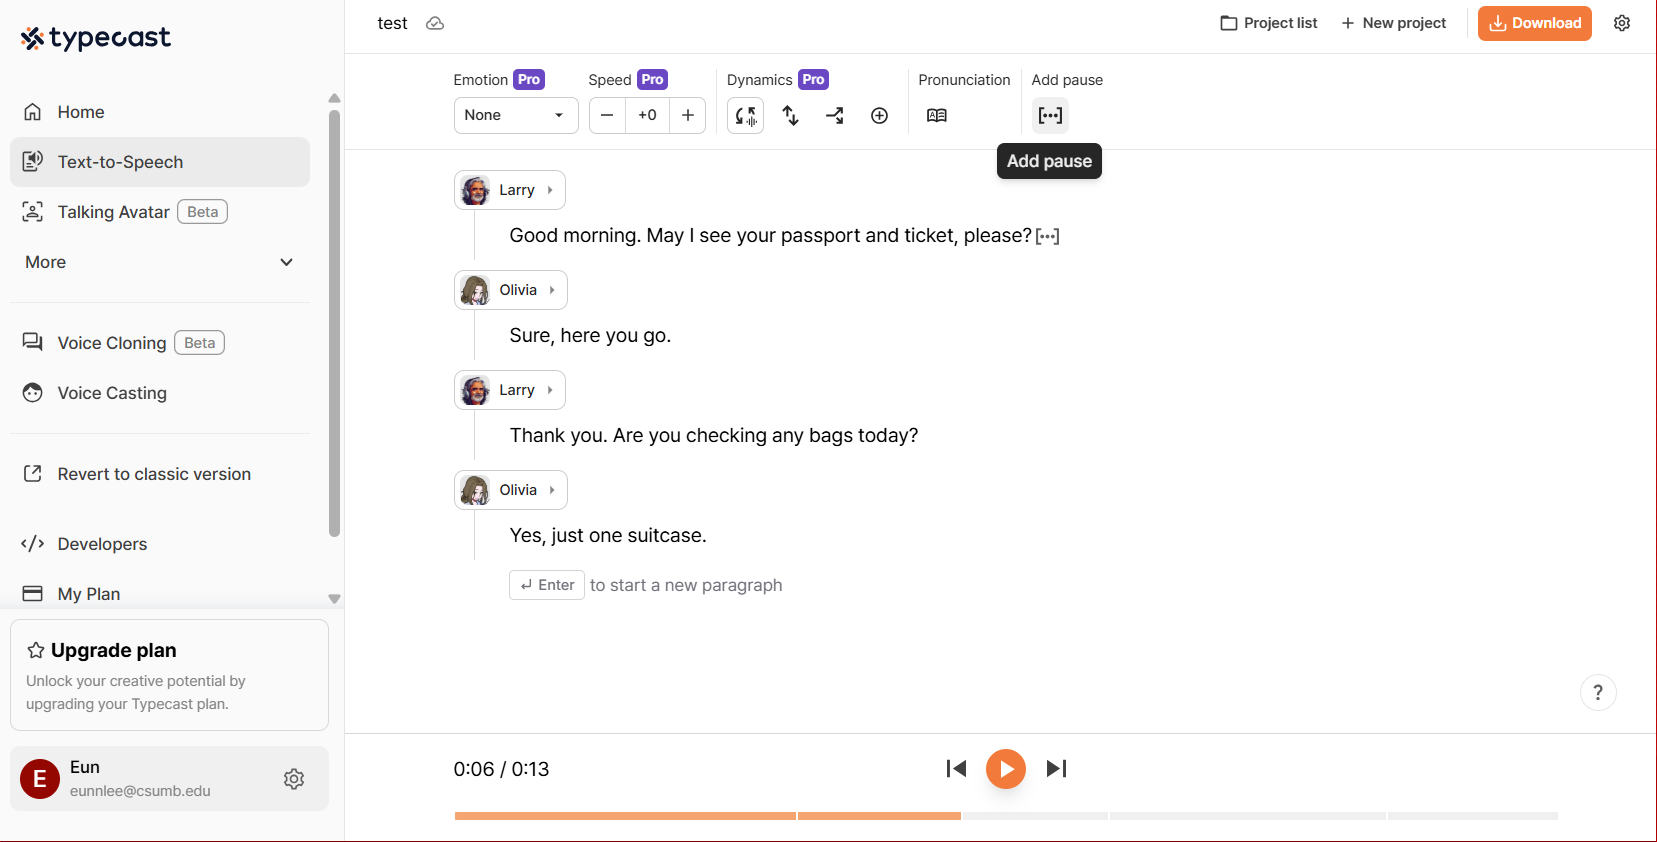 typecast
Home
Text-to-Speech
Talking Avatar Beta
More
Voice Cloning Beta
Voice Casting
Revert to classic version
Developers
My Plan
Upgrade plan
Unlock your creative potential by
upgrading your Typecast plan.
E
Eun
eunnlee@csumb.edu
test
Project list
New project
Download
Emotion Pro
Speed Pro
Dynamics Pro
Pronunciation
Add pause
None
+0
Add pause
Larry
Good morning. May I see your passport and ticket, please?
Olivia
Sure, here you go.
Larry
Thank you. Are you checking any bags today?
Olivia
Yes, just one suitcase.
Enter to start a new paragraph
?
0:06 / 0:13